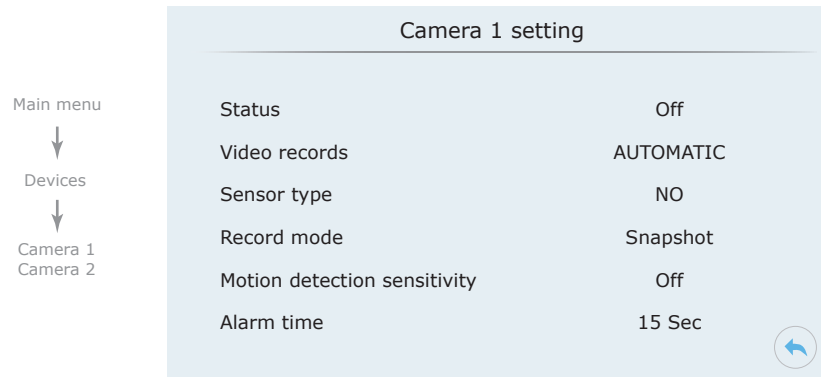 Camera 1 setting
Main menu
Devices
Camera 1
Camera 2
Status Off
Video records AUTOMATIC
Sensor type NO
Record mode Snapshot
Motion detection sensitivity Off
Alarm time 15 Sec